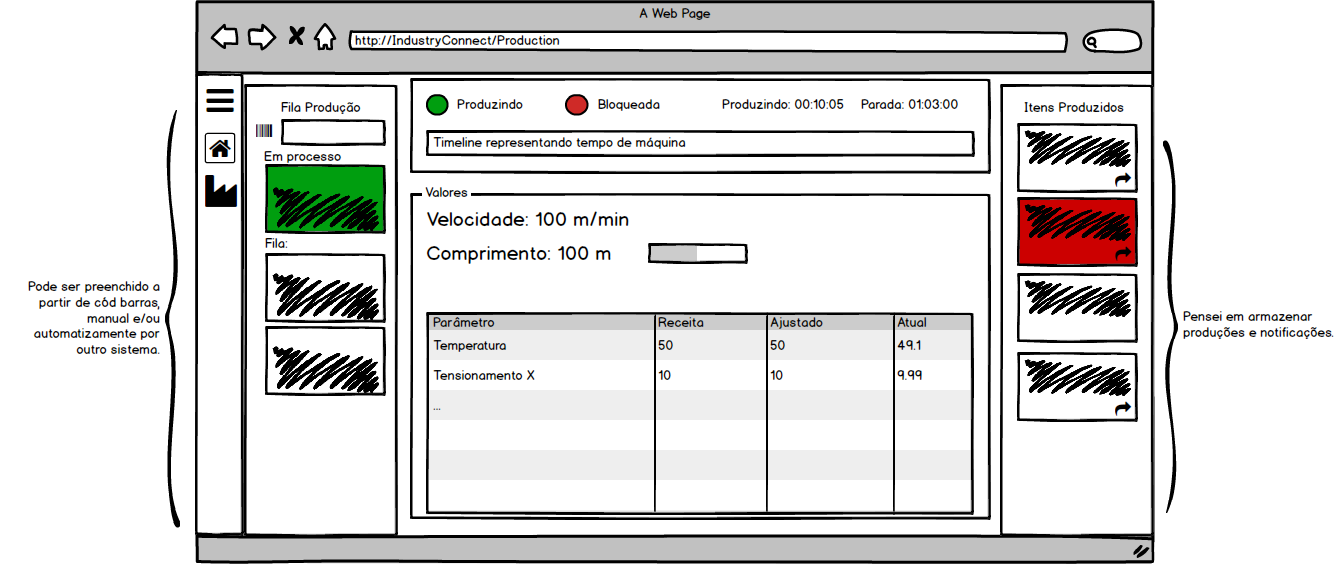 A Web Page
http://IndustryConnect/Production
Fila Produção
Em processo
Fila:
Produzindo
Bloqueada
Produzindo: 00:10:05
Parada: 01:03:00
Timeline representando tempo de máquina
Valores
Velocidade: 100 m/min
Comprimento: 100 m
Parâmetro Receita Ajustado Atual
Temperatura 50 50 49.1
Tensionamento X 10 10 9.99
...
Itens Produzidos
Pode ser preenchido a
partir de cód barras,
manual e/ou
automatizamente por
outro sistema.
Pensei em armazenar
produções e notificações.